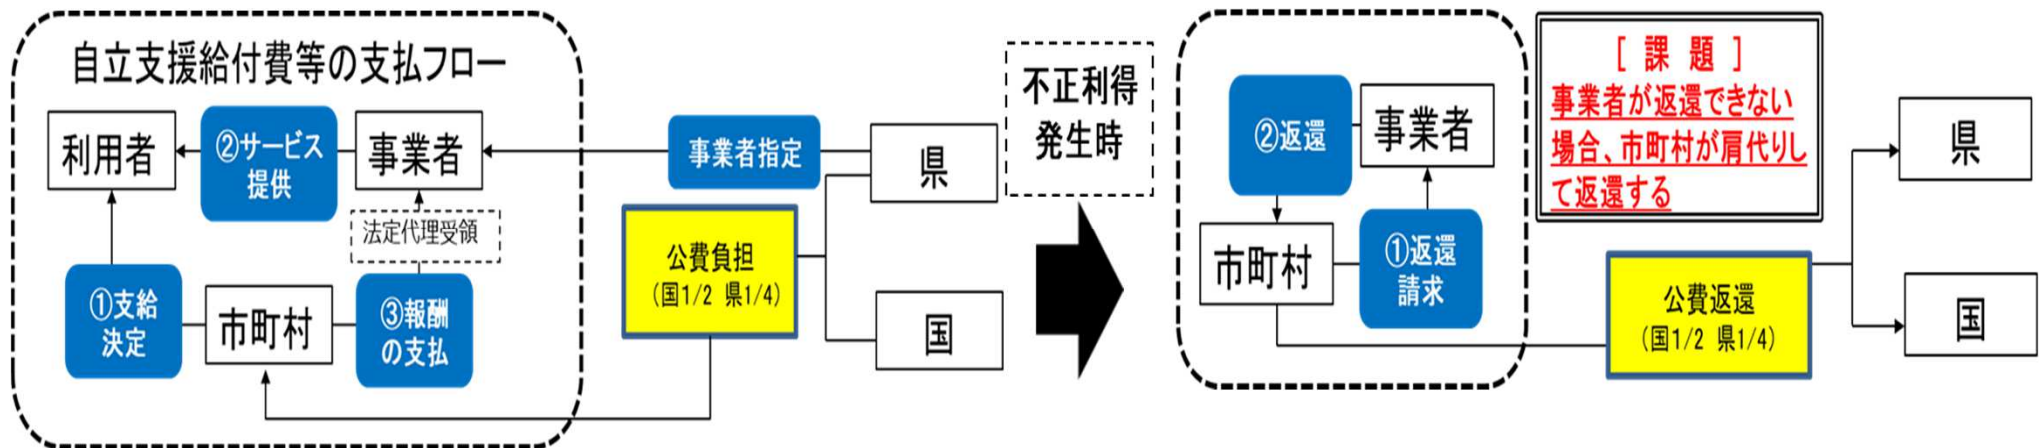 自立支援給付費等の支払フロー
利用者
②サービス
提供
事業者
法定代理受領
①支給
決定
市町村
③報酬
の支払
事業者指定
公費負担
(国1/2 県1/4)
県
国
不正利得
発生時
②返還
事業者
市町村
①返還
請求
[ 課 題 ]
事業者が返還できない
場合、市町村が肩代りし
て返還する
公費返還
(国1/2 県1/4)
県
国